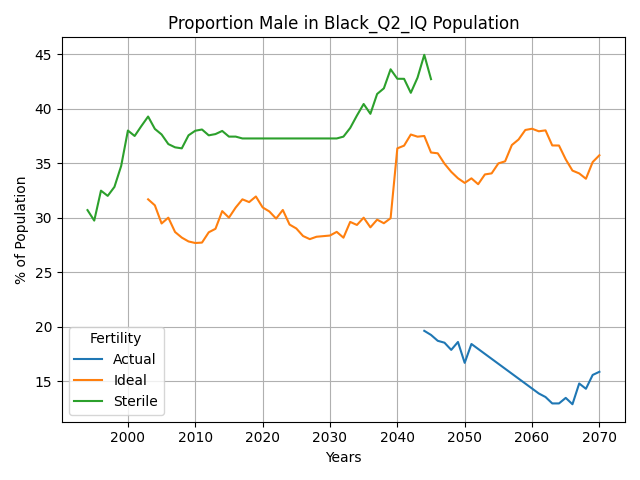 Proportion Male in Black_Q2_IQ Population
% of Population
45
40
35
30
25
20
15
Fertility
Actual
Ideal
Sterile
2000 2010 2020 2030 2040 2050 2060 2070
Years